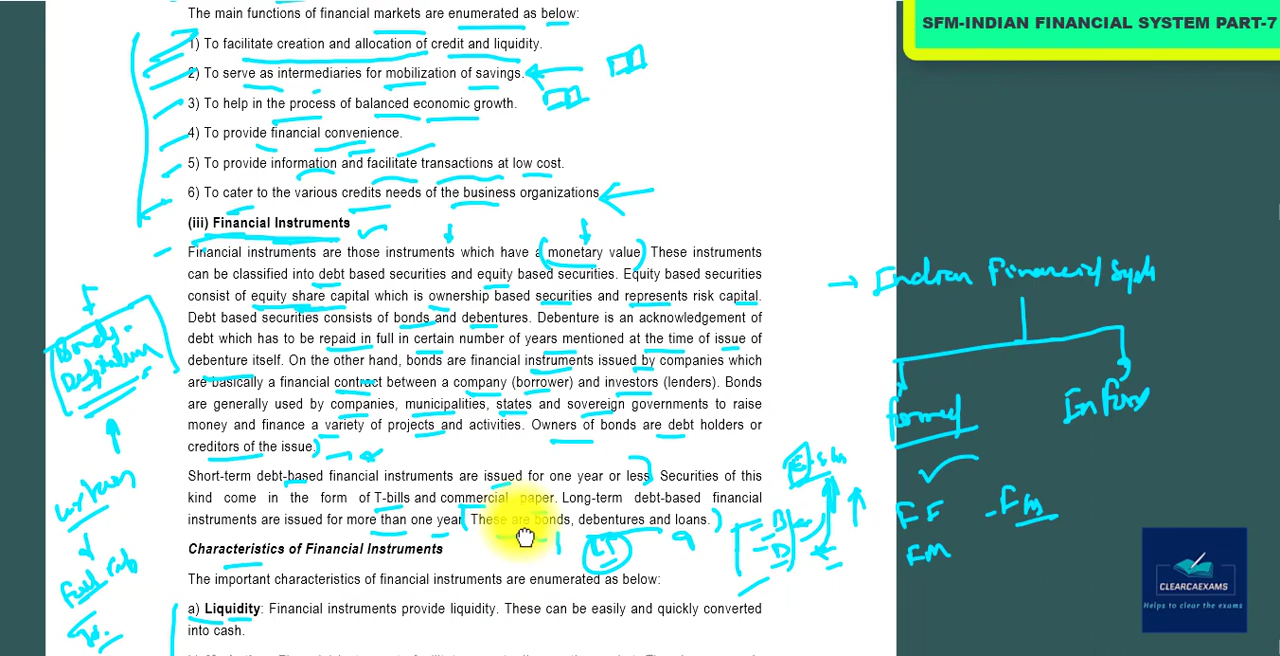 SFM-INDIAN FINANCIAL SYSTEM PART-7
The main functions of financial markets are enumerated as below:
1) To facilitate creation and allocation of credit and liquidity.
2) To serve as intermediaries for mobilization of savings.
3) To help in the process of balanced economic growth.
4) To provide financial convenience.
5) To provide information and facilitate transactions at low cost.
6) To cater to the various credits needs of the business organizations
(iii) Financial Instruments
Financial instruments are those instruments which have a monetary value. These instruments
can be classified into debt based securities and equity based securities. Equity based securities
consist of equity share capital which is ownership based securities and represents risk capital.
Debt based securities consists of bonds and debentures. Debenture is an acknowledgement of
debt which has to be repaid in full in certain number of years mentioned at the time of issue of
debenture itself. On the other hand, bonds are financial instruments issued by companies which
are basically a financial contract between a company (borrower) and investors (lenders). Bonds
are generally used by companies, municipalities, states and sovereign governments to raise
money and finance a variety of projects and activities. Owners of bonds are debt holders or
creditors of the issue.
Short-term debt-based financial instruments are issued for one year or less. Securities of this
kind come in the form of T-bills and commercial paper. Long-term debt-based financial
instruments are issued for more than one year. These are bonds, debentures and loans.
Characteristics of Financial Instruments
The important characteristics of financial instruments are enumerated as below:
a) Liquidity: Financial instruments provide liquidity. These can be easily and quickly converted
into cash.
Bonds
LT
B
D
Indian Financial
Formal
FM
FM
CLEARCAEXAMS
Helps to clear the exams